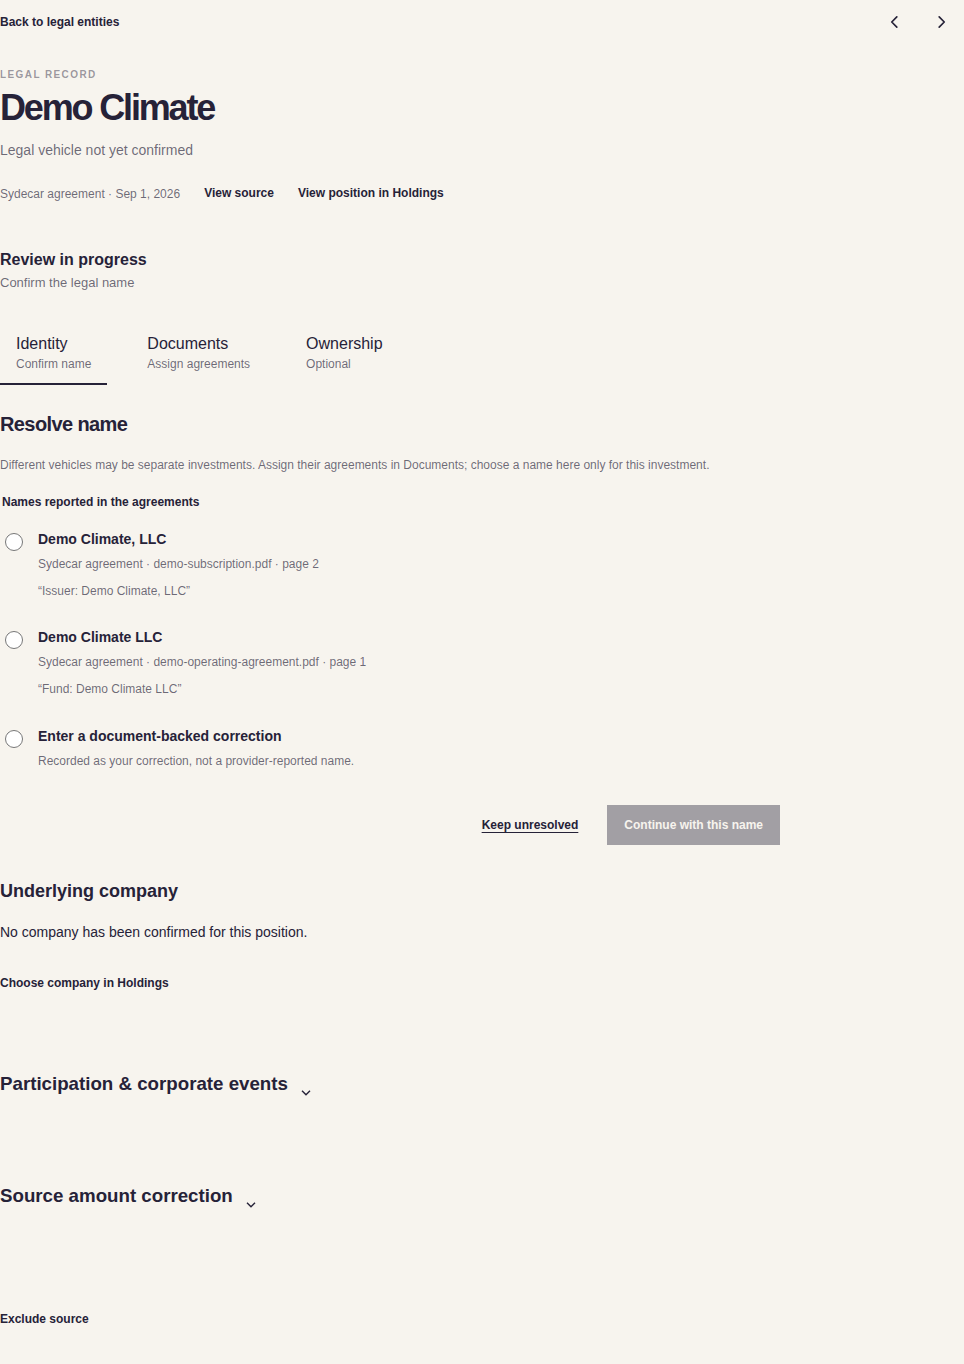 Back to legal entities
LEGAL RECORD
Demo Climate
Legal vehicle not yet confirmed
Sydecar agreement · Sep 1, 2026 View source View position in Holdings
Review in progress
Confirm the legal name
Identity Documents Ownership
Confirm name Assign agreements Optional
Resolve name
Different vehicles may be separate investments. Assign their agreements in Documents; choose a name here only for this investment.
Names reported in the agreements
Demo Climate, LLC
Sydecar agreement · demo-subscription.pdf · page 2
“Issuer: Demo Climate, LLC”
Demo Climate LLC
Sydecar agreement · demo-operating-agreement.pdf · page 1
“Fund: Demo Climate LLC”
Enter a document-backed correction
Recorded as your correction, not a provider-reported name.
Keep unresolved Continue with this name
Underlying company
No company has been confirmed for this position.
Choose company in Holdings
Participation & corporate events
Source amount correction
Exclude source